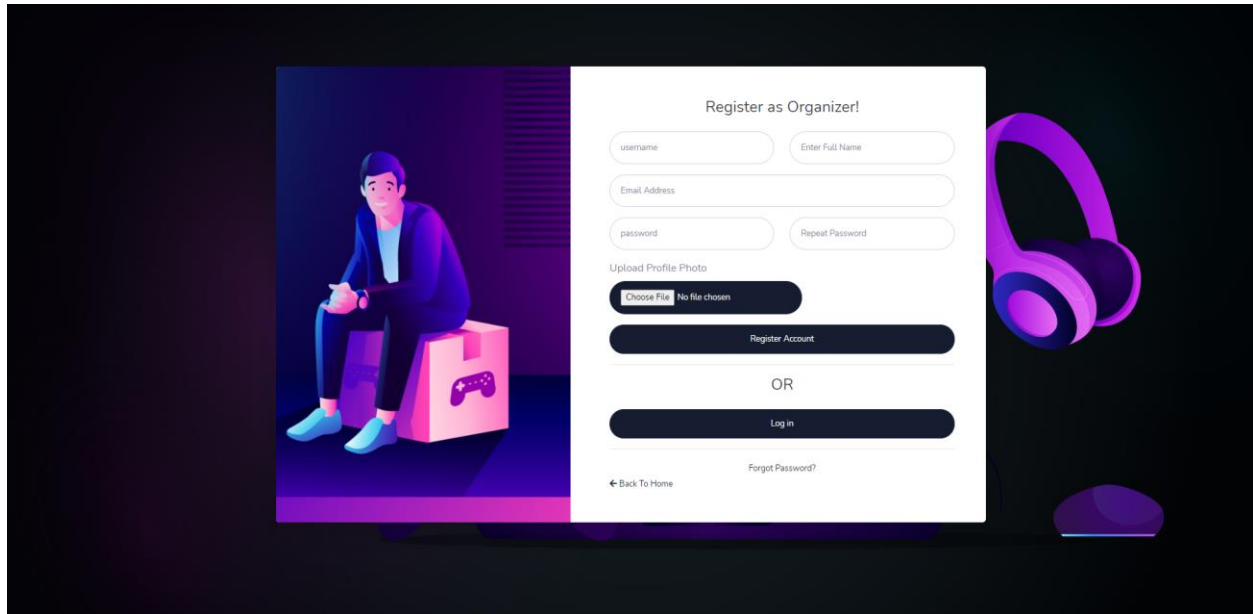 Register as Organizer!
username Enter Full Name
Email Address
password Repeat Password
Upload Profile Photo
Choose File No file chosen
Register Account
OR
Log in
Forgot Password?
Back To Home